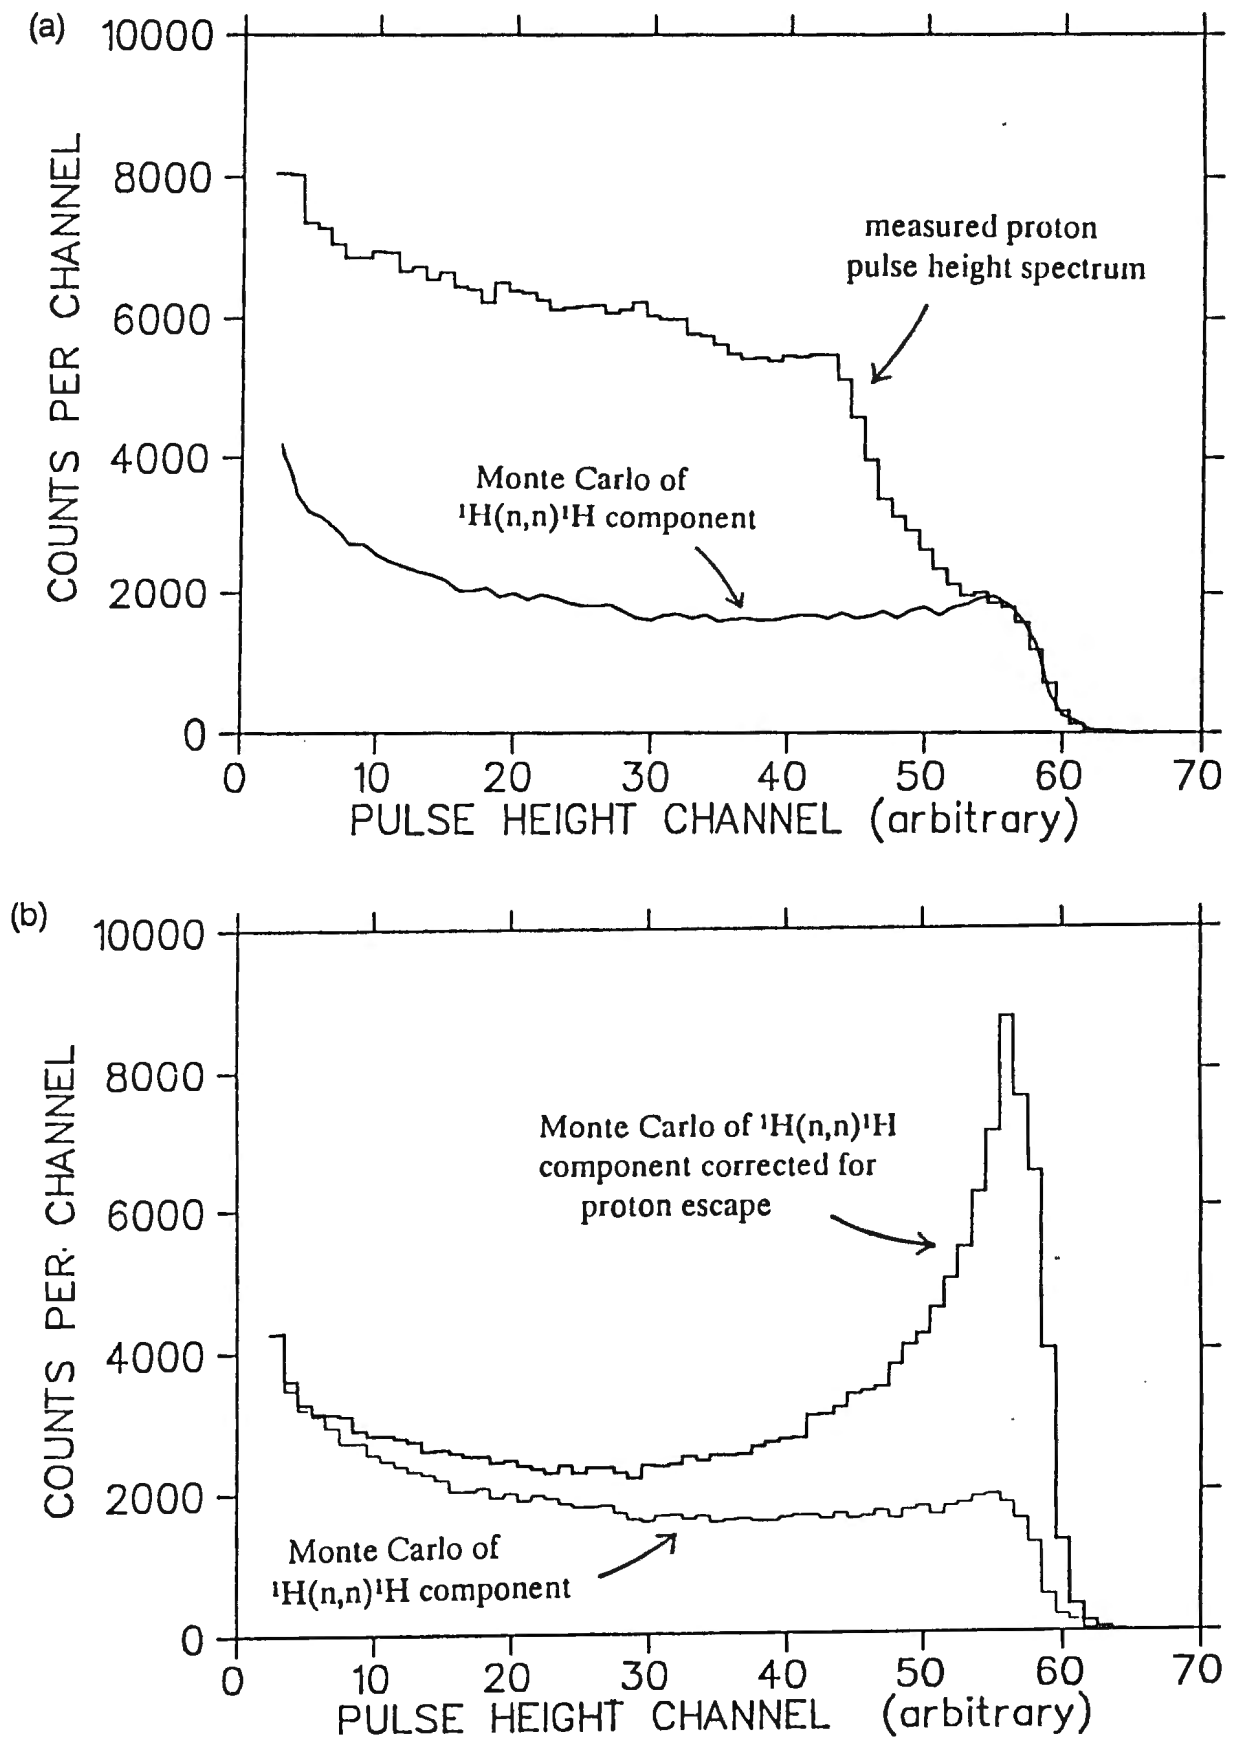 (a)
10000
8000
6000
4000
2000
0
COUNTS PER CHANNEL
measured proton
pulse height spectrum
Monte Carlo of
¹H(n,n)¹H component
0 10 20 30 40 50 60 70
PULSE HEIGHT CHANNEL (arbitrary)
(b)
10000
8000
6000
4000
2000
0
COUNTS PER CHANNEL
Monte Carlo of ¹H(n,n)¹H
component corrected for
proton escape
Monte Carlo of
¹H(n,n)¹H component
0 10 20 30 40 50 60 70
PULSE HEIGHT CHANNEL (arbitrary)